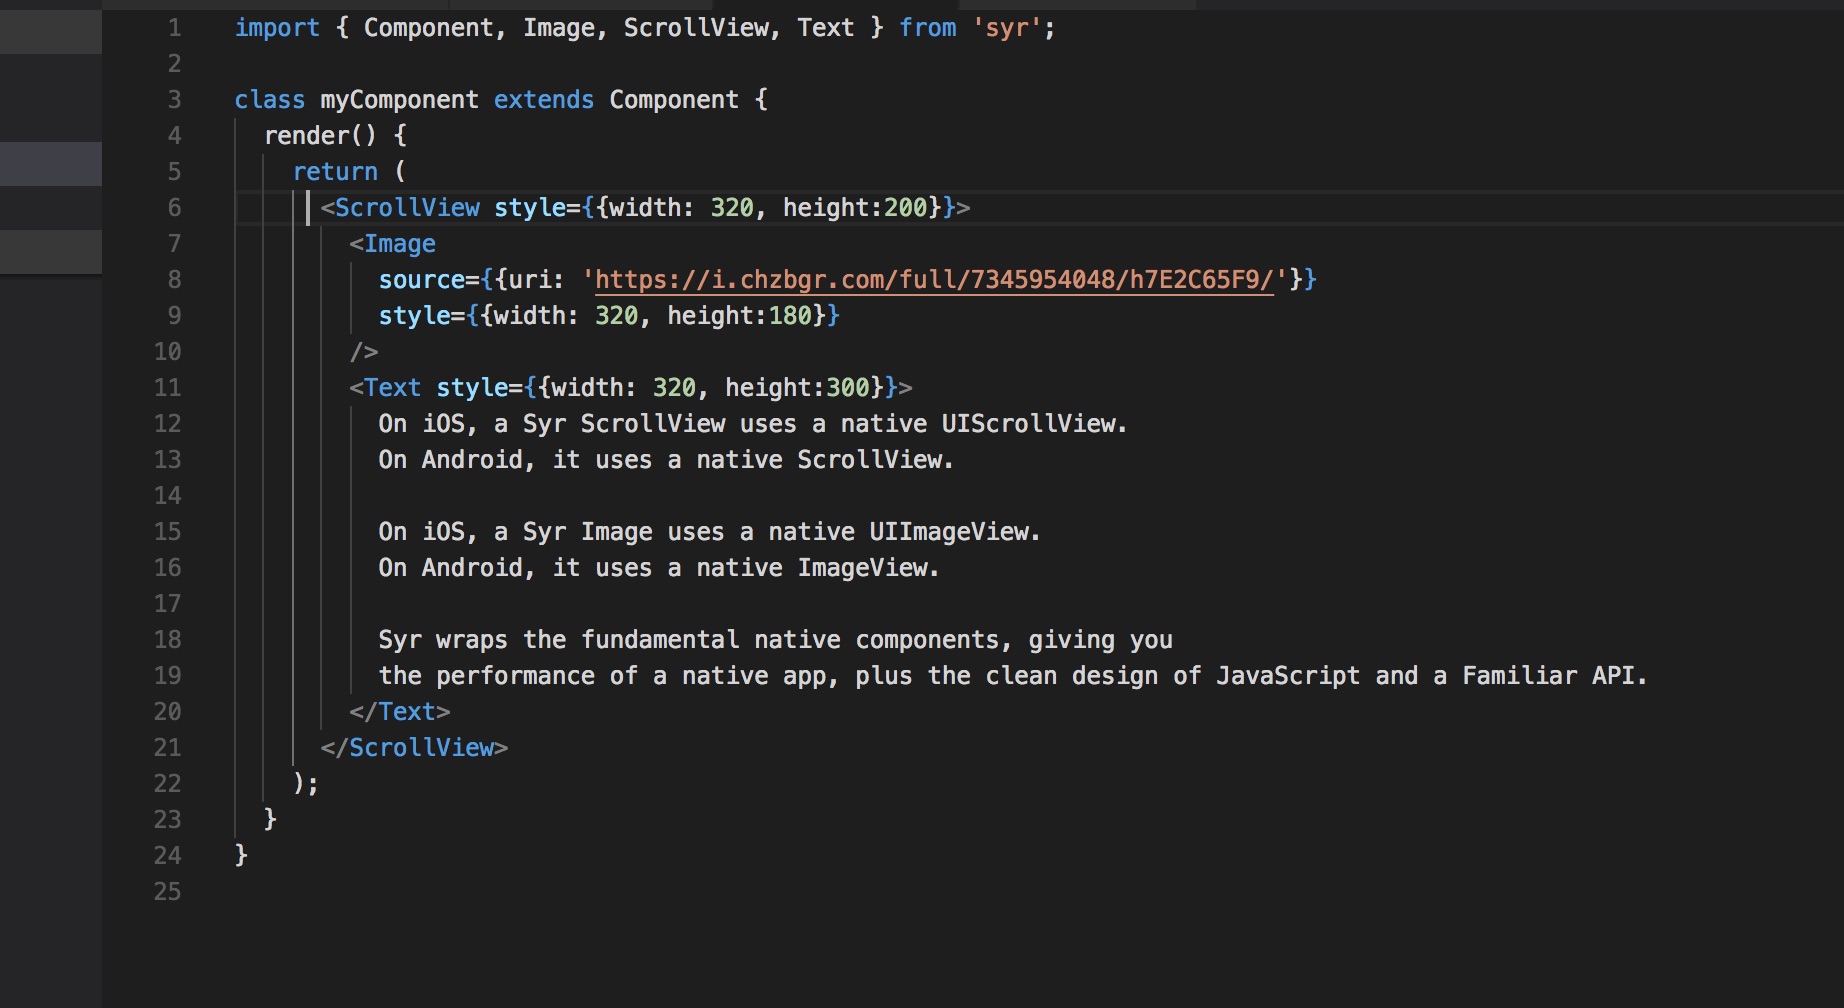 1 import { Component, Image, ScrollView, Text } from 'syr';
2
3 class myComponent extends Component {
4   render() {
5     return (
6       <ScrollView style={{width: 320, height:200}}>
7         <Image
8           source={{uri: 'https://i.chzbgr.com/full/7345954048/h7E2C65F9/'}}
9           style={{width: 320, height:180}}
10         />
11         <Text style={{width: 320, height:300}}>
12           On iOS, a Syr ScrollView uses a native UIScrollView.
13           On Android, it uses a native ScrollView.
14
15           On iOS, a Syr Image uses a native UIImageView.
16           On Android, it uses a native ImageView.
17
18           Syr wraps the fundamental native components, giving you
19           the performance of a native app, plus the clean design of JavaScript and a Familiar API.
20         </Text>
21       </ScrollView>
22     );
23   }
24 }
25